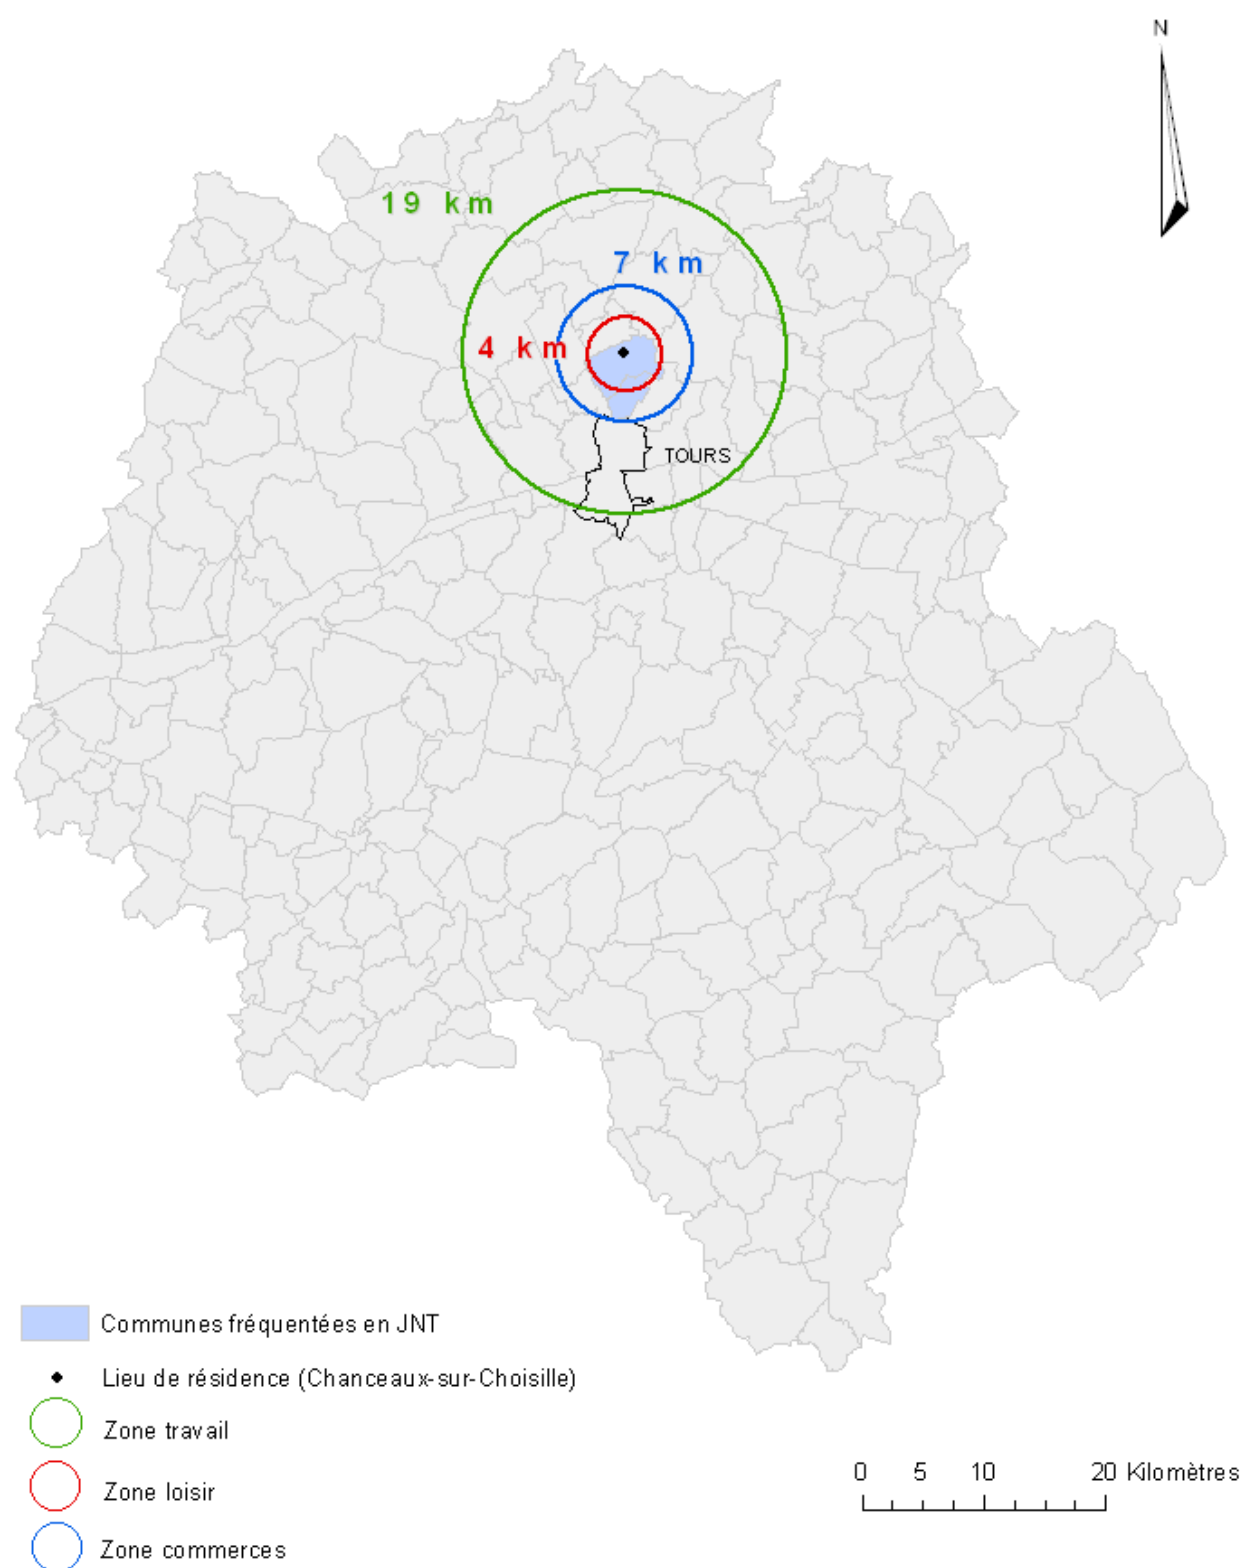 N
19 km
7 km
4 km
TOURS
Communes fréquentées en JNT
Lieu de résidence (Chanceaux-sur-Choisille)
Zone travail
Zone loisir
Zone commerces
0 5 10 20 Kilomètres